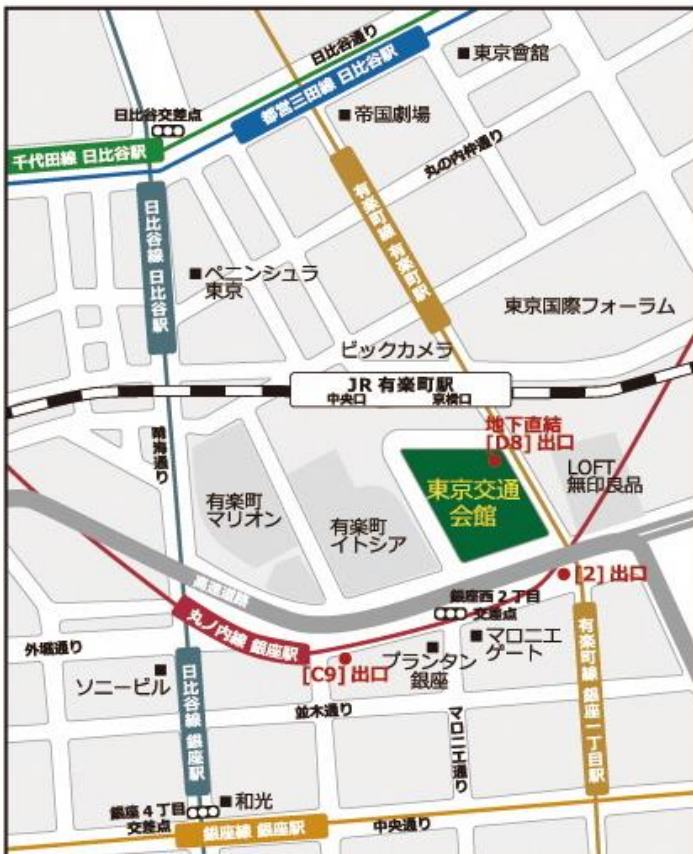 日比谷通り
■東京會館
都営三田線 日比谷駅
日比谷交差点
■帝国劇場
千代田線 日比谷駅
丸の内仲通り
有楽町線 有楽町駅
日比谷線 日比谷駅
■ペニンシュラ
東京
東京国際フォーラム
ビックカメラ
JR 有楽町駅
中央口
京橋口
地下直結
[D8] 出口
晴海通り
LOFT
無印良品
東京交通
会館
有楽町
マリオン
有楽町
イトシア
高速道路
[2] 出口
銀座西2丁目
交差点
丸ノ内線 銀座駅
外堀通り
■マロニエ
ゲート
有楽町線 銀座一丁目駅
[C9] 出口
プランタン
銀座
ソニービル
日比谷線 銀座駅
並木通り
マロニエ通り
銀座4丁目
交差点
■和光
銀座線 銀座駅
中央通り